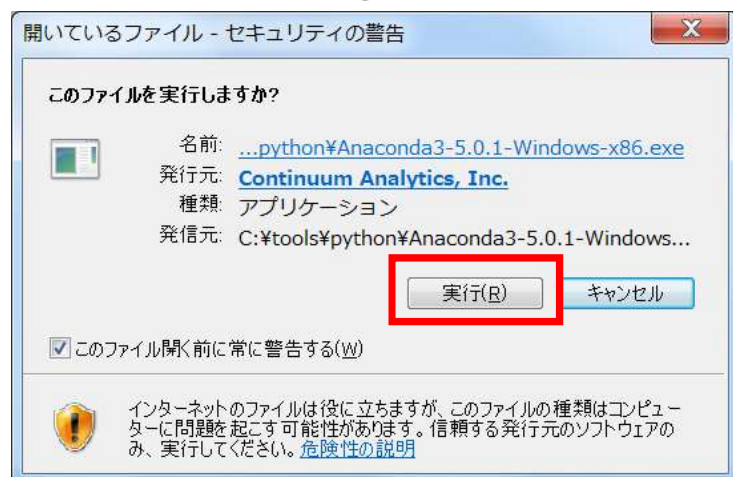 開いているファイル - セキュリティの警告
このファイルを実行しますか?
名前: ...python¥Anaconda3-5.0.1-Windows-x86.exe
発行元: Continuum Analytics, Inc.
種類: アプリケーション
発信元: C:¥tools¥python¥Anaconda3-5.0.1-Windows...
実行(R) キャンセル
このファイル開く前に常に警告する(W)
インターネットのファイルは役に立ちますが、このファイルの種類はコンピュー
ターに問題を起こす可能性があります。信頼する発行元のソフトウェアの
み、実行してください。危険性の説明